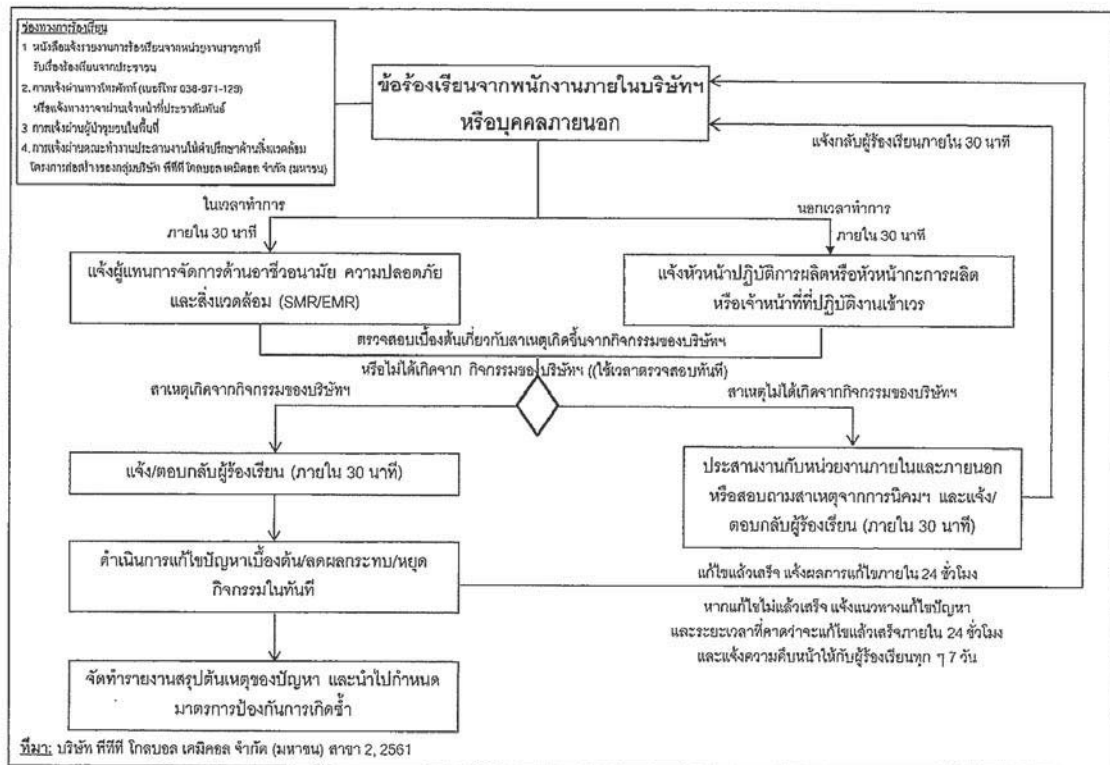 ช่องทางการร้องเรียน
1 หนังสือแจ้งรายงานการร้องเรียนจากหน่วยงานราชการที่
รับเรื่องร้องเรียนจากประชาชน
2. การแจ้งผ่านทางโทรศัพท์ (เบอร์โทร 038-971-129)
หรือแจ้งทางวาจาผ่านเจ้าหน้าที่ประชาสัมพันธ์
3 การแจ้งผ่านผู้นำชุมชนในพื้นที่
4. การแจ้งผ่านคณะทำงานประสานงานให้คำปรึกษาด้านสิ่งแวดล้อม
โครงการก่อสร้างของกลุ่มบริษัท พีทีที โกลบอล เคมิคอล จำกัด (มหาชน)
ข้อร้องเรียนจากพนักงานภายในบริษัทฯ
หรือบุคคลภายนอก
แจ้งกลับผู้ร้องเรียนภายใน 30 นาที
ในเวลาทำการ
ภายใน 30 นาที
นอกเวลาทำการ
ภายใน 30 นาที
แจ้งผู้แทนการจัดการด้านอาชีวอนามัย ความปลอดภัย
และสิ่งแวดล้อม (SMR/EMR)
แจ้งหัวหน้าปฏิบัติการผลิตหรือหัวหน้ากะการผลิต
หรือเจ้าหน้าที่ที่ปฏิบัติงานเข้าเวร
ตรวจสอบเบื้องต้นเกี่ยวกับสาเหตุเกิดขึ้นจากกิจกรรมของบริษัทฯ
หรือไม่ได้เกิดจาก กิจกรรมของบริษัทฯ ((ใช้เวลาตรวจสอบทันที)
สาเหตุเกิดจากกิจกรรมของบริษัทฯ
สาเหตุไม่ได้เกิดจากกิจกรรมของบริษัทฯ
แจ้ง/ตอบกลับผู้ร้องเรียน (ภายใน 30 นาที)
ประสานงานกับหน่วยงานภายในและภายนอก
หรือสอบถามสาเหตุจากการนิคมฯ และแจ้ง/
ตอบกลับผู้ร้องเรียน (ภายใน 30 นาที)
ดำเนินการแก้ไขปัญหาเบื้องต้น/ลดผลกระทบ/หยุด
กิจกรรมในทันที
แก้ไขแล้วเสร็จ แจ้งผลการแก้ไขภายใน 24 ชั่วโมง
หากแก้ไขไม่แล้วเสร็จ แจ้งแนวทางแก้ไขปัญหา
และระยะเวลาที่คาดว่าจะแก้ไขแล้วเสร็จภายใน 24 ชั่วโมง
และแจ้งความคืบหน้าให้กับผู้ร้องเรียนทุก ๆ 7 วัน
จัดทำรายงานสรุปต้นเหตุของปัญหา และนำไปกำหนด
มาตรการป้องกันการเกิดซ้ำ
ที่มา: บริษัท พีทีที โกลบอล เคมิคอล จำกัด (มหาชน) สาขา 2, 2561